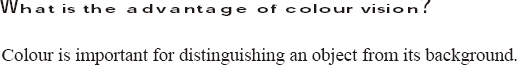 What is the advantage of colour vision?
Colour is important for distinguishing an object from its background.